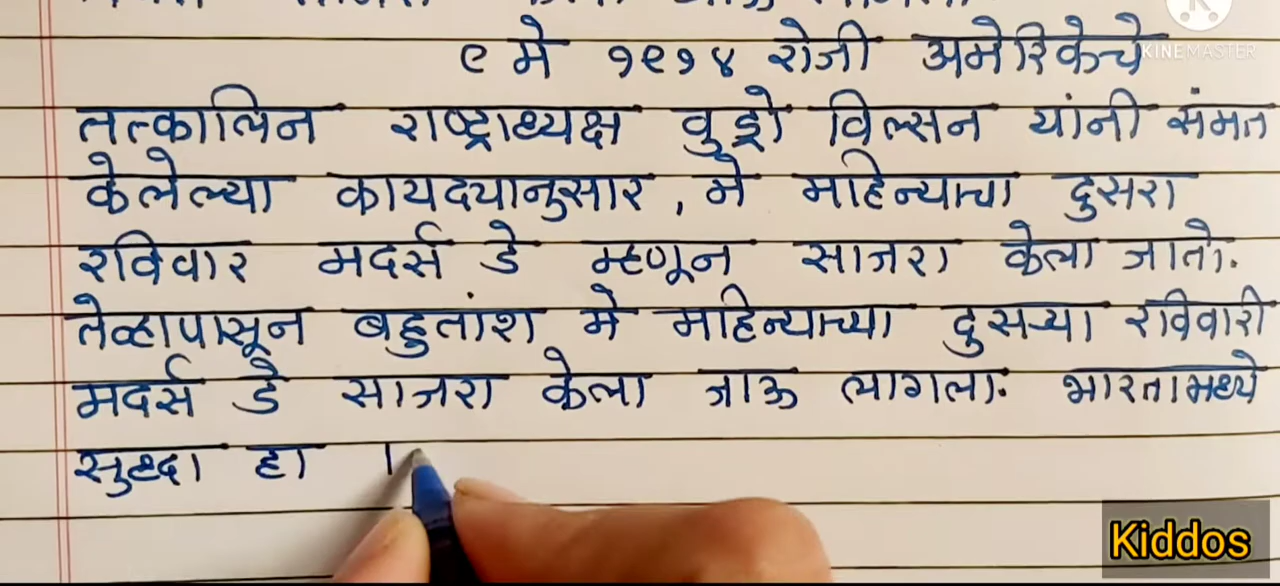 ९ मे १९१४ रोजी अमेरिकेचे
तत्कालिन राष्ट्राध्यक्ष वुड्रो विल्सन यांनी संमत
केलेल्या कायदयानुसार, मे महिन्याचा दुसरा
रविवार मदर्स डे म्हणून साजरा केला जातो.
तेव्हापासून बहुतांश मे महिन्याच्या दुसऱ्या रविवारी
मदर्स डे साजरा केला जाऊ लागला. भारतामध्ये
सुध्दा हा
KINEMASTER
Kiddos